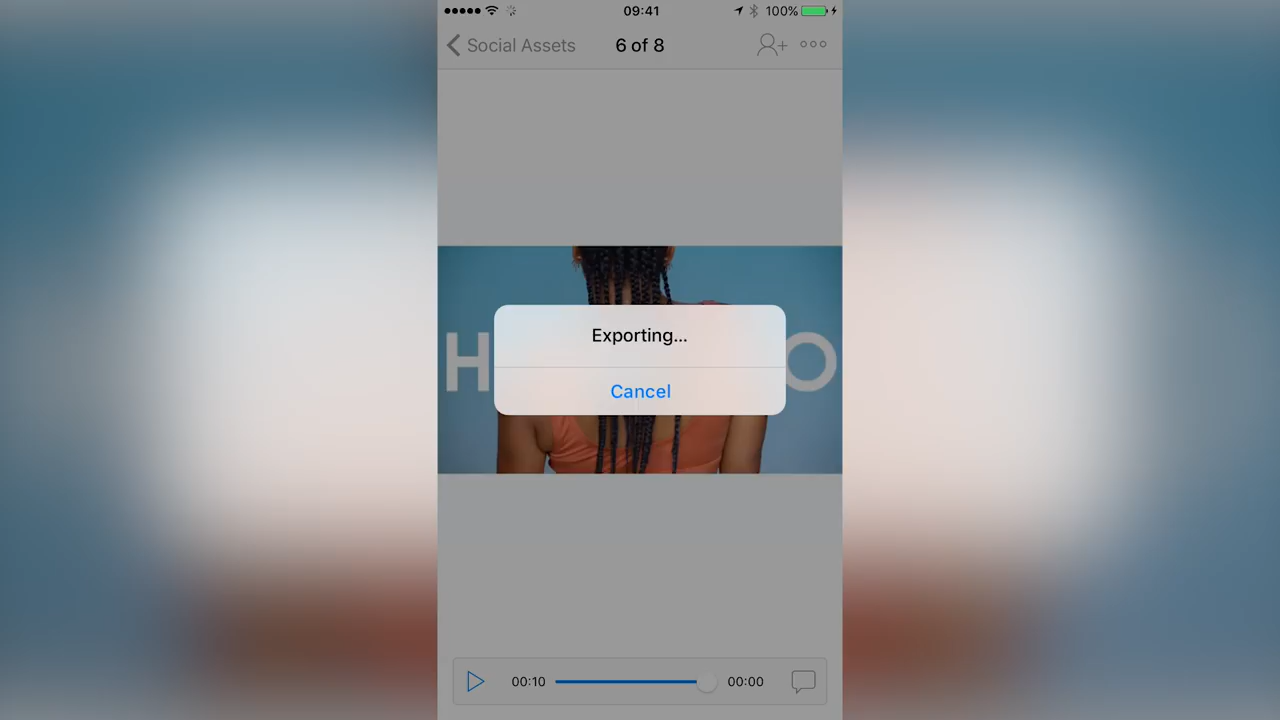 09:41
100%
Social Assets
6 of 8
Exporting...
H
O
Cancel
00:10
00:00